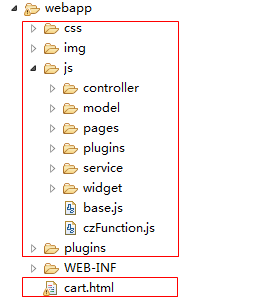 webapp
css
img
js
controller
model
pages
plugins
service
widget
base.js
czFunction.js
plugins
WEB-INF
cart.html